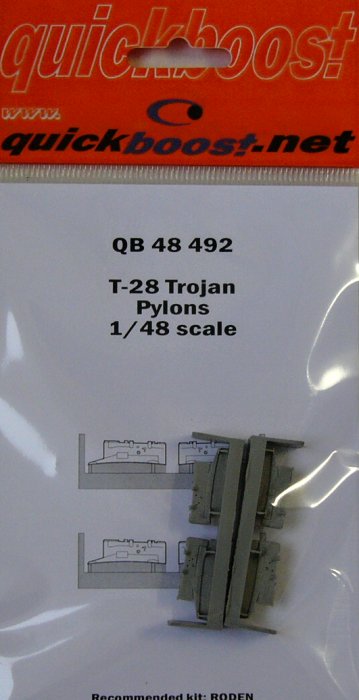 quickboost
www.
quickboost.net
QB 48 492
T-28 Trojan
Pylons
1/48 scale
Recommended kit: RODEN